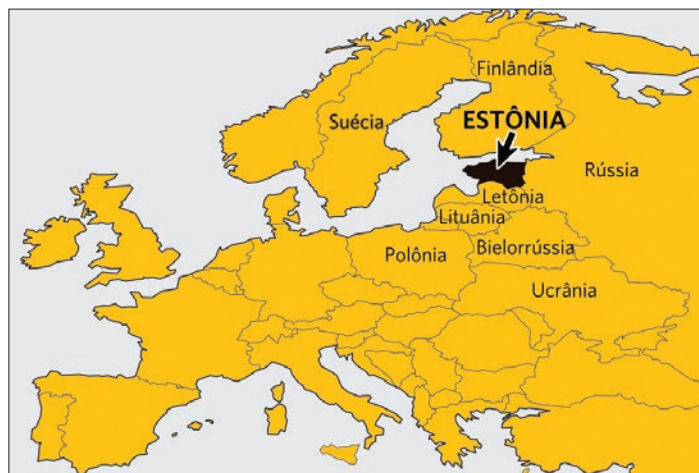 Finlândia
Suécia
ESTÔNIA
Rússia
Letônia
Lituânia
Polônia
Bielorrússia
Ucrânia